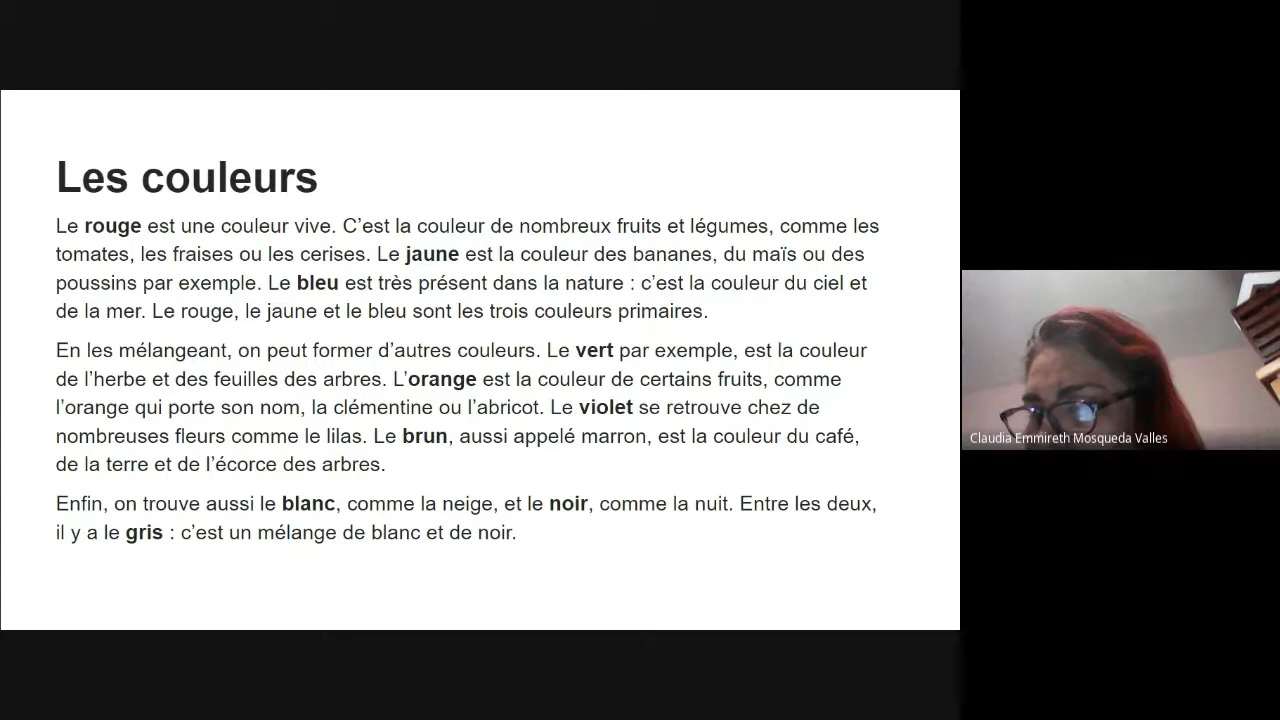 Les couleurs
Le rouge est une couleur vive. C’est la couleur de nombreux fruits et légumes, comme les
tomates, les fraises ou les cerises. Le jaune est la couleur des bananes, du maïs ou des
poussins par exemple. Le bleu est très présent dans la nature : c’est la couleur du ciel et
de la mer. Le rouge, le jaune et le bleu sont les trois couleurs primaires.
En les mélangeant, on peut former d’autres couleurs. Le vert par exemple, est la couleur
de l’herbe et des feuilles des arbres. L’orange est la couleur de certains fruits, comme
l’orange qui porte son nom, la clémentine ou l’abricot. Le violet se retrouve chez de
nombreuses fleurs comme le lilas. Le brun, aussi appelé marron, est la couleur du café,
de la terre et de l’écorce des arbres.
Enfin, on trouve aussi le blanc, comme la neige, et le noir, comme la nuit. Entre les deux,
il y a le gris : c’est un mélange de blanc et de noir.
Claudia Emmireth Mosqueda Valles